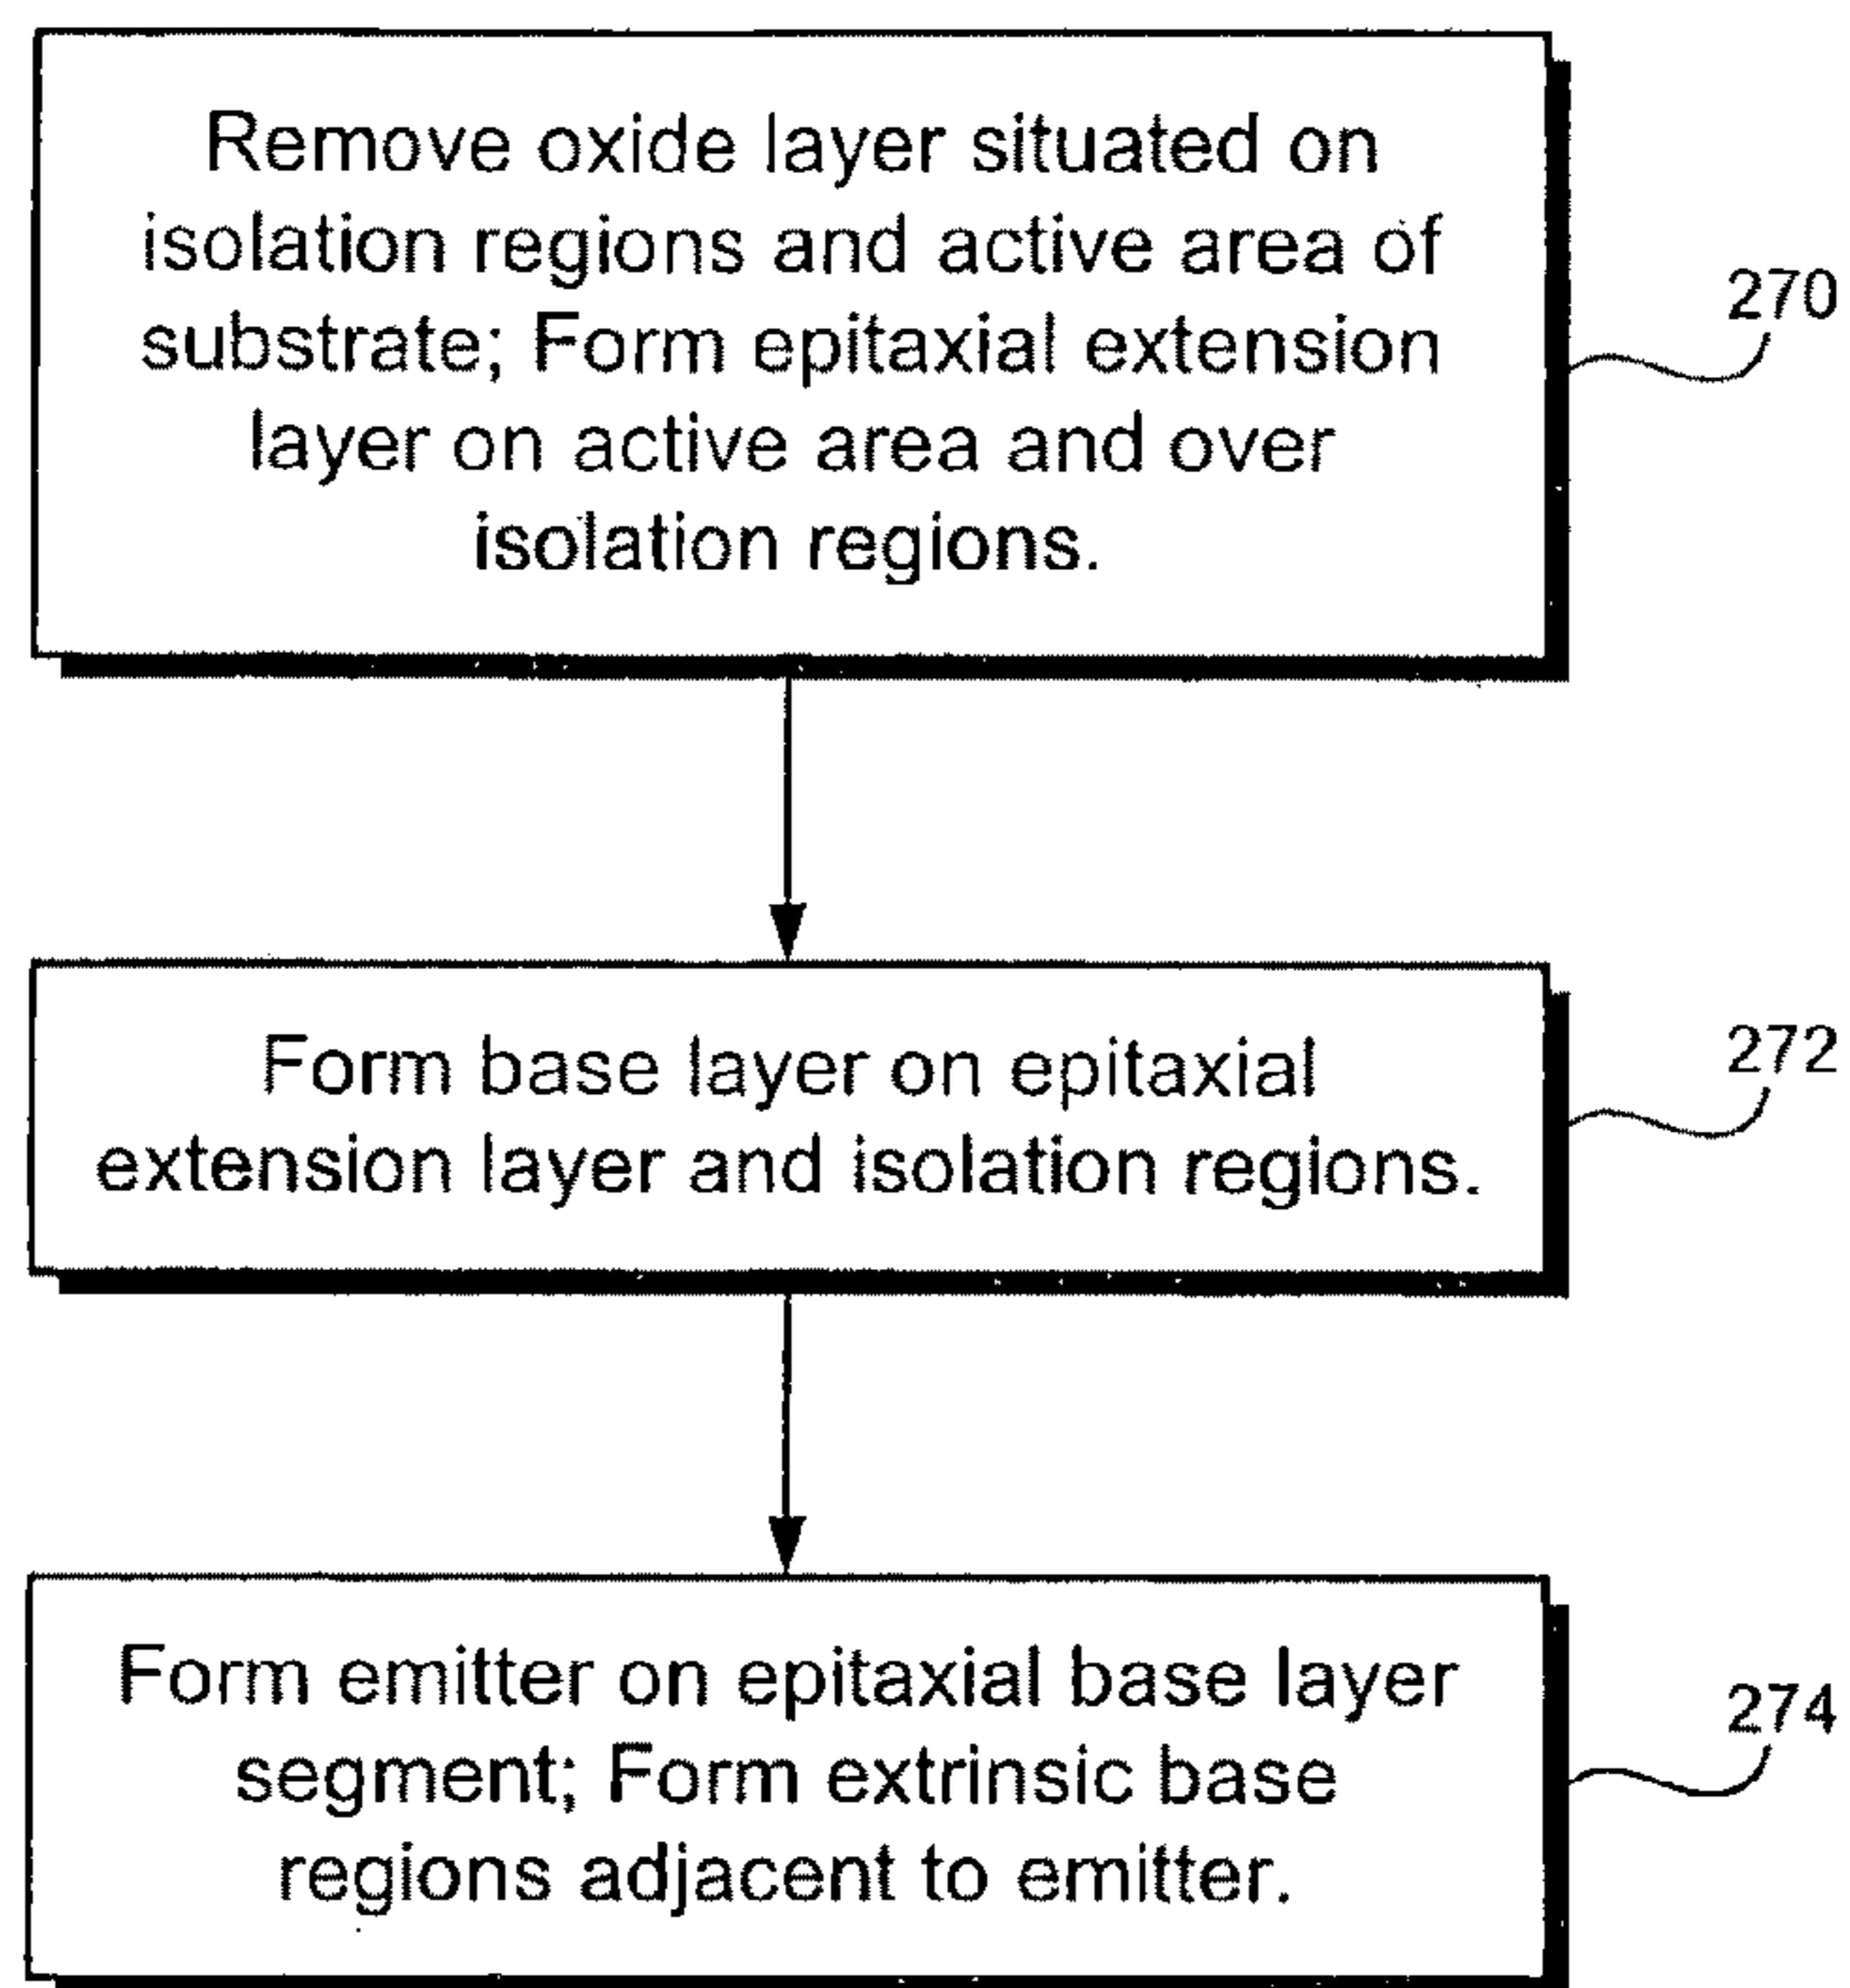 Remove oxide layer situated on
isolation regions and active area of
substrate; Form epitaxial extension
layer on active area and over
isolation regions.
270
Form base layer on epitaxial
extension layer and isolation regions.
272
Form emitter on epitaxial base layer
segment; Form extrinsic base
regions adjacent to emitter.
274